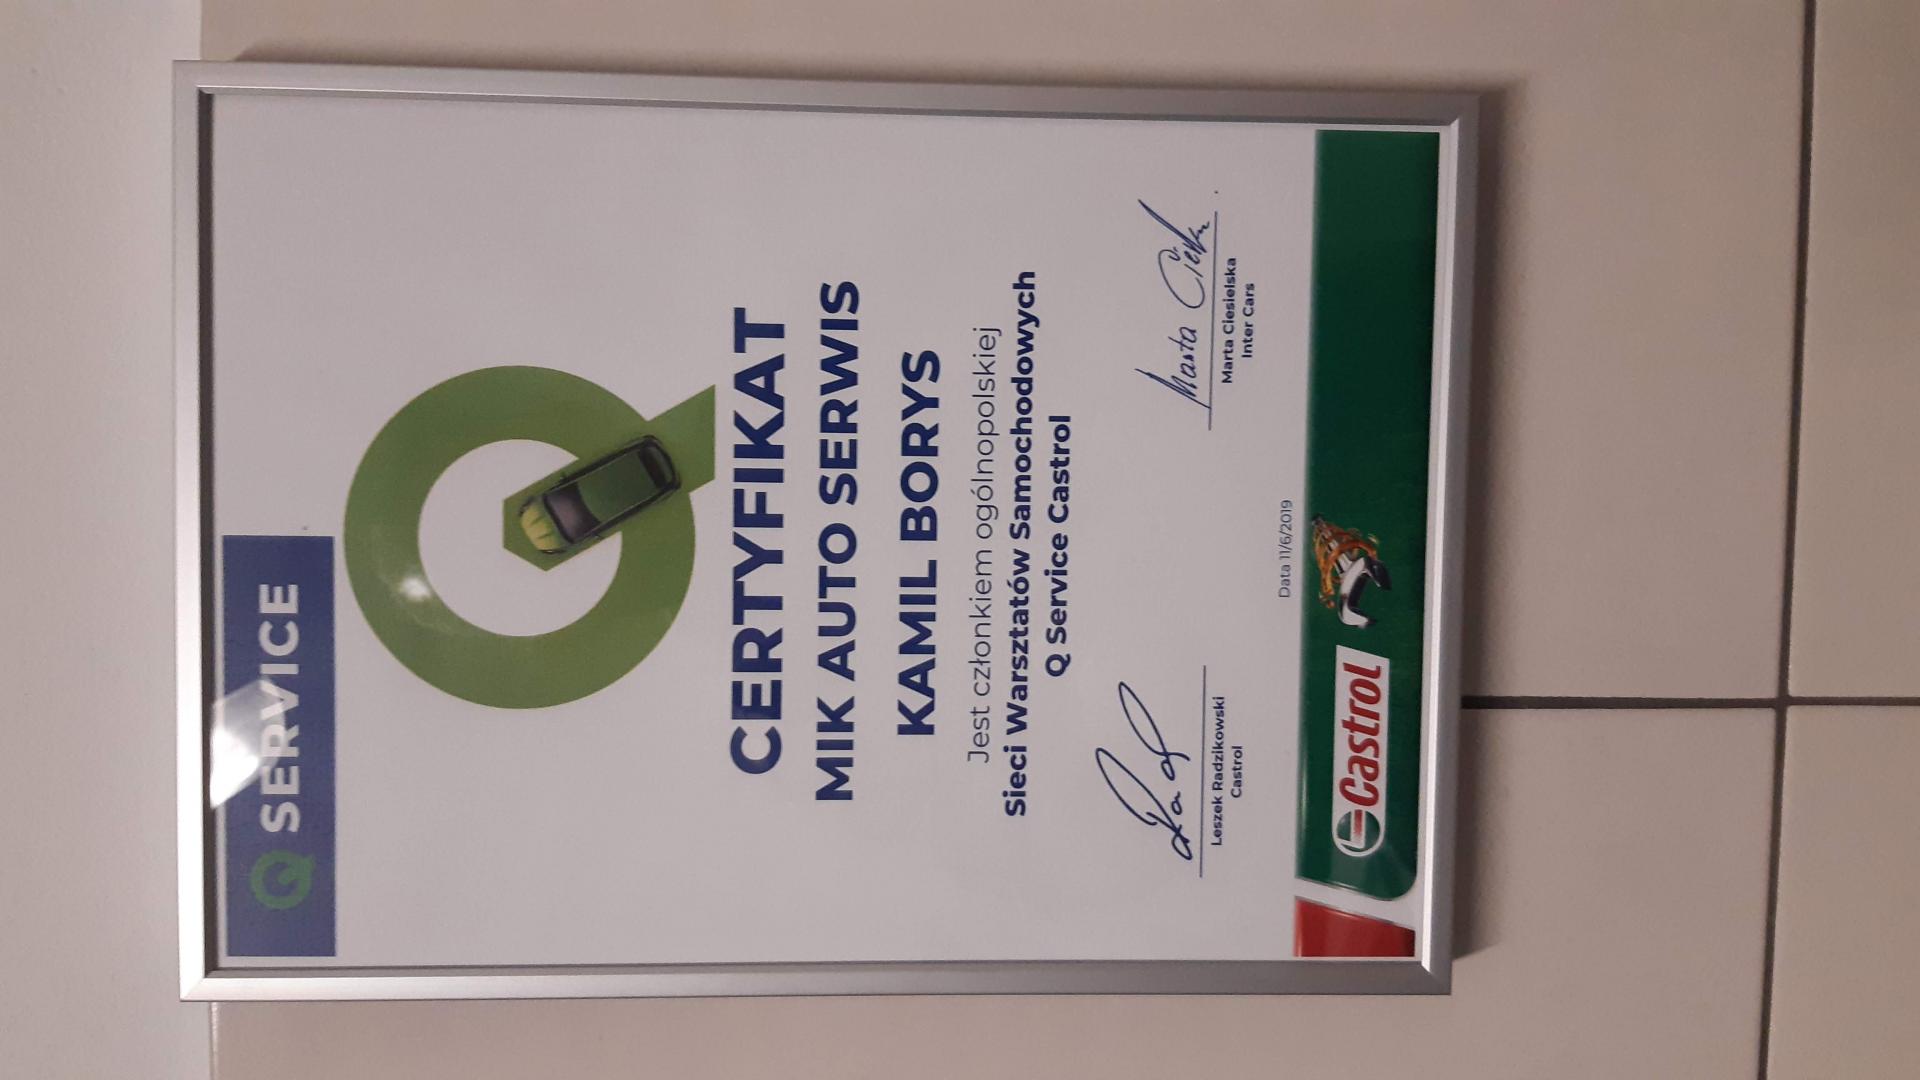 Q SERVICE
CERTYFIKAT
MIK AUTO SERWIS
KAMIL BORYS
Jest członkiem ogólnopolskiej
Sieci Warsztatów Samochodowych
Q Service Castrol
Leszek Radzikowski
Castrol
Marta Ciesielska
Inter Cars
Data 11/6/2019
Castrol